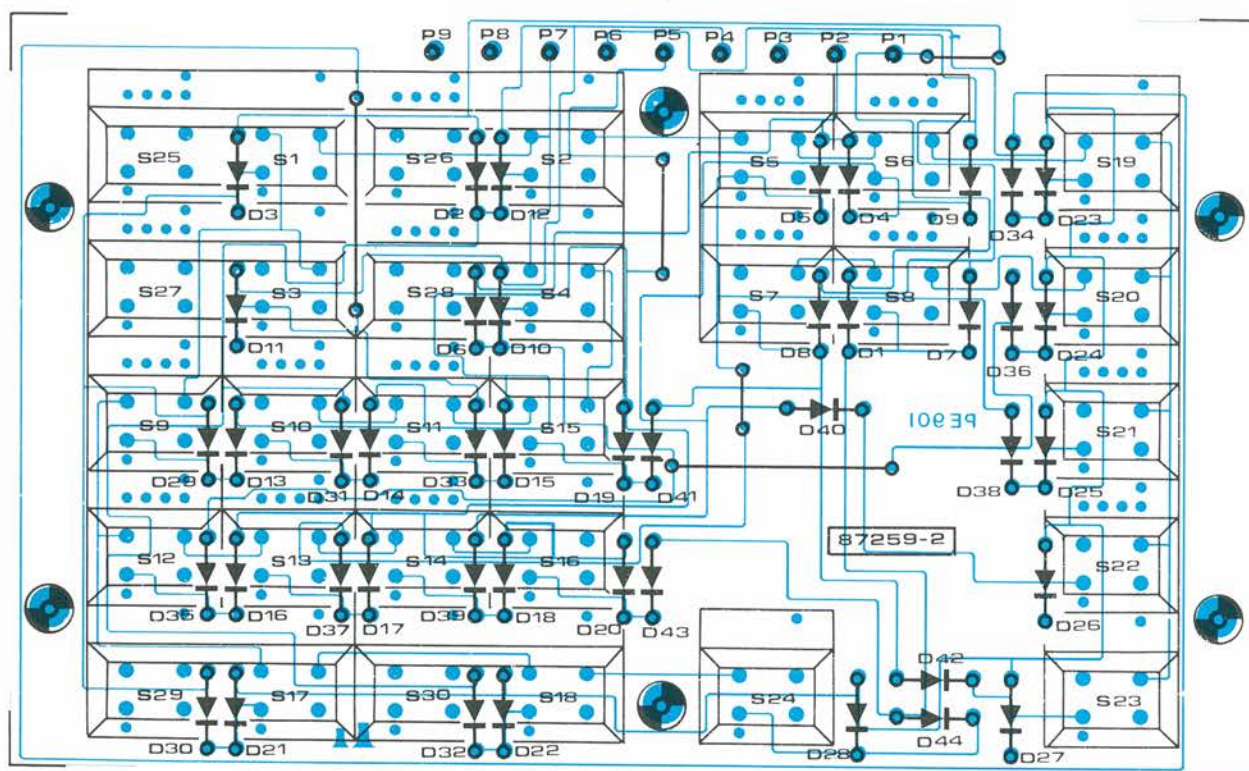 P9 P8 P7 P6 P5 P4 P3 P2 P1
S25 S1 S26 S2 S5 S6 S19
D3 D2 D12 D5 D4 D9 D34 D23
S27 S3 S28 S4 S7 S8 S20
D11 D6 D10 D8 D1 D7 D36 D24
S9 S10 S11 S15 D40 PE901 S21
D29 D13 D31 D14 D33 D15 D19 D41 D38 D25
S12 S13 S14 S16 87259-2 S22
D35 D16 D37 D17 D39 D18 D20 D43 D26
D42
S29 S17 S30 S18 S24 S23
D30 D21 D32 D22 D28 D44 D27